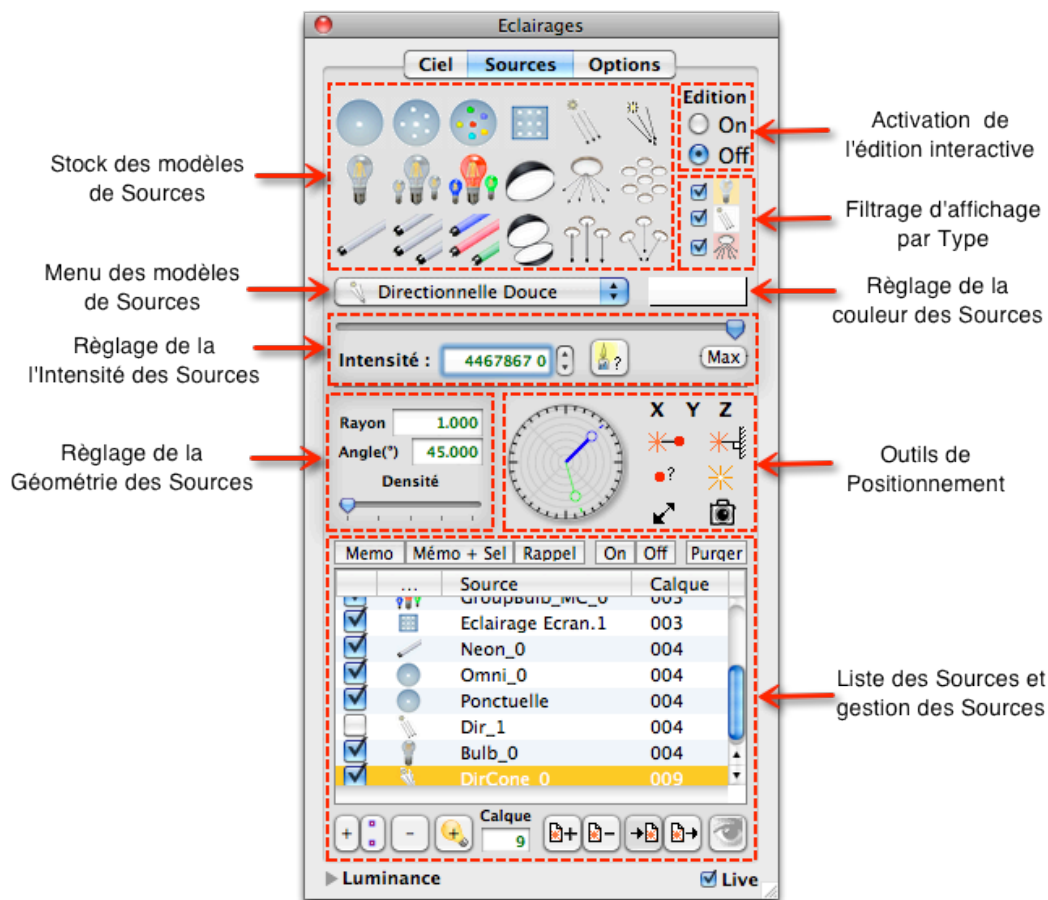 Eclairages
Ciel Sources Options
Edition
On
Off
Activation de
l'édition interactive
Stock des modèles
de Sources
Filtrage d'affichage
par Type
Menu des modèles
de Sources
Directionnelle Douce
Règlage de la
couleur des Sources
Règlage de la
l'Intensité des Sources
Intensité : 4467867 0 ? Max
Règlage de la
Géométrie des Sources
Rayon 1.000
Angle(°) 45.000
Densité
X Y Z
?
Outils de
Positionnement
Memo Mémo + Sel Rappel On Off Purger
... Source Calque
GroupBulb_MC_0 003
Eclairage Ecran.1 003
Neon_0 004
Omni_0 004
Ponctuelle 004
Dir_1 004
Bulb_0 004
DirCone_0 009
Liste des Sources et
gestion des Sources
Calque
+ - + 9 + -
Luminance Live